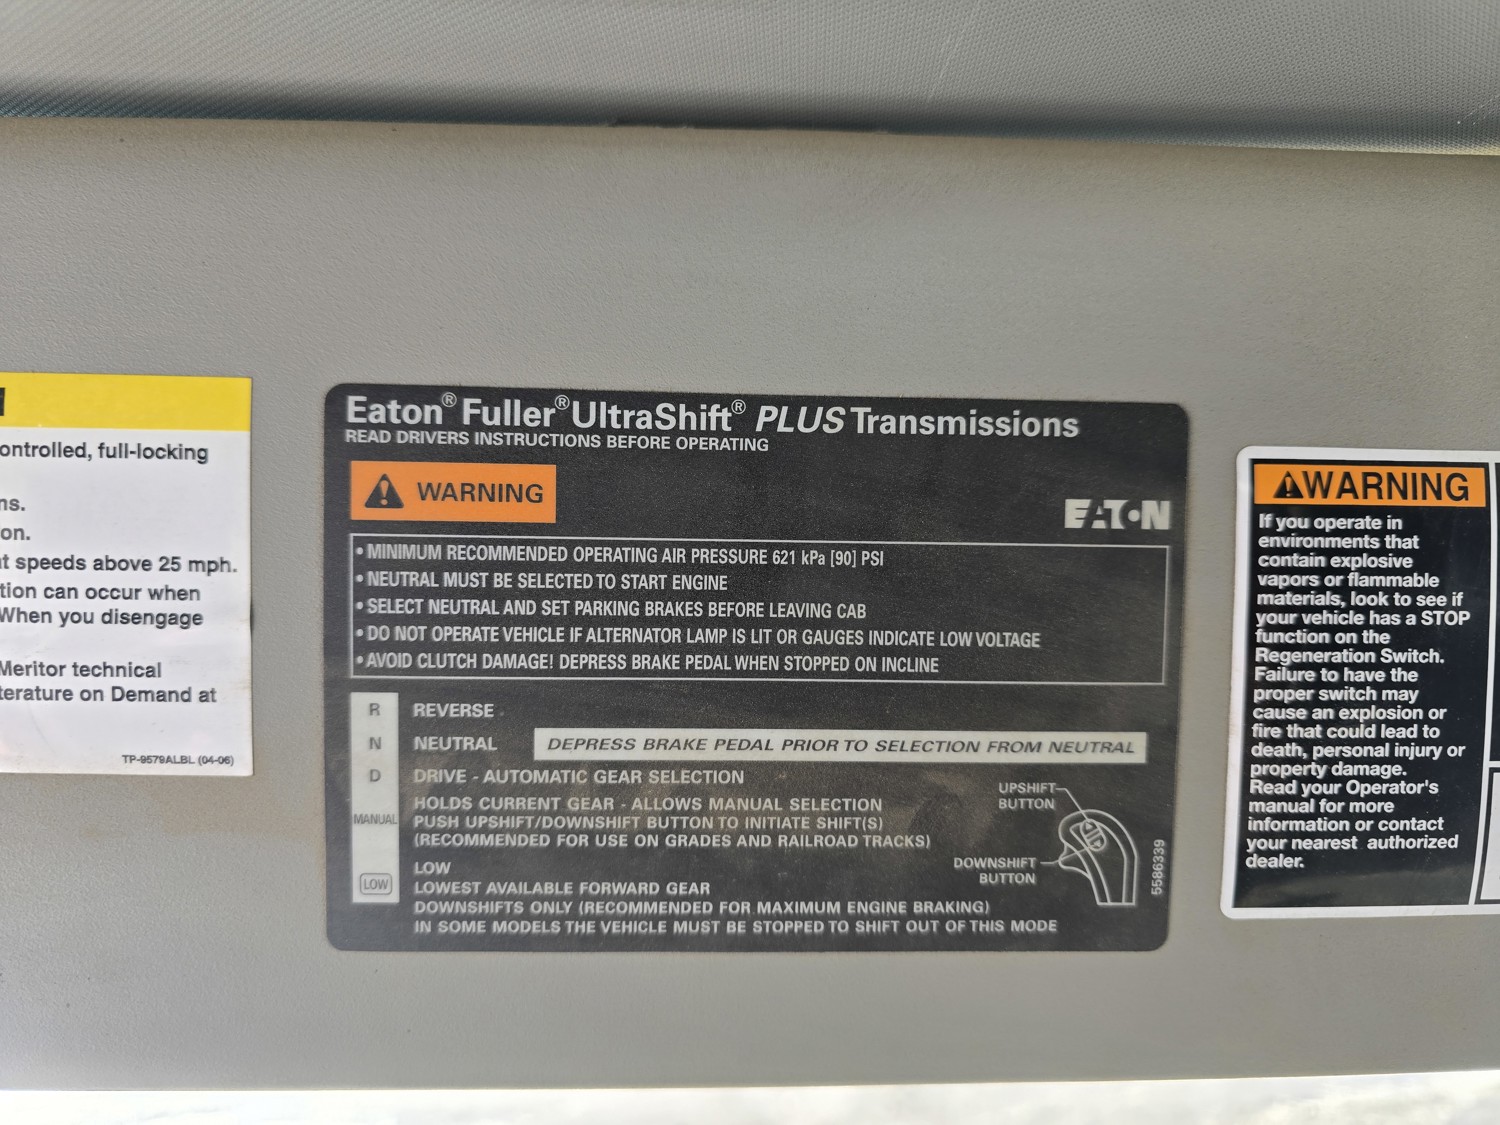 ontrolled, full-locking
ns.
on.
t speeds above 25 mph.
tion can occur when
When you disengage
Meritor technical
terature on Demand at
TP-9579ALBL (04-06)
Eaton® Fuller® UltraShift® PLUS Transmissions
READ DRIVERS INSTRUCTIONS BEFORE OPERATING
WARNING
EATON
• MINIMUM RECOMMENDED OPERATING AIR PRESSURE 621 kPa [90] PSI
• NEUTRAL MUST BE SELECTED TO START ENGINE
• SELECT NEUTRAL AND SET PARKING BRAKES BEFORE LEAVING CAB
• DO NOT OPERATE VEHICLE IF ALTERNATOR LAMP IS LIT OR GAUGES INDICATE LOW VOLTAGE
• AVOID CLUTCH DAMAGE! DEPRESS BRAKE PEDAL WHEN STOPPED ON INCLINE
R REVERSE
N NEUTRAL DEPRESS BRAKE PEDAL PRIOR TO SELECTION FROM NEUTRAL
D DRIVE - AUTOMATIC GEAR SELECTION
HOLDS CURRENT GEAR - ALLOWS MANUAL SELECTION
MANUAL PUSH UPSHIFT/DOWNSHIFT BUTTON TO INITIATE SHIFT(S)
(RECOMMENDED FOR USE ON GRADES AND RAILROAD TRACKS)
LOW
LOW LOWEST AVAILABLE FORWARD GEAR
DOWNSHIFTS ONLY (RECOMMENDED FOR MAXIMUM ENGINE BRAKING)
IN SOME MODELS THE VEHICLE MUST BE STOPPED TO SHIFT OUT OF THIS MODE
UPSHIFT
BUTTON
DOWNSHIFT
BUTTON
5586339
WARNING
If you operate in
environments that
contain explosive
vapors or flammable
materials, look to see if
your vehicle has a STOP
function on the
Regeneration Switch.
Failure to have the
proper switch may
cause an explosion or
fire that could lead to
death, personal injury or
property damage.
Read your Operator's
manual for more
information or contact
your nearest authorized
dealer.